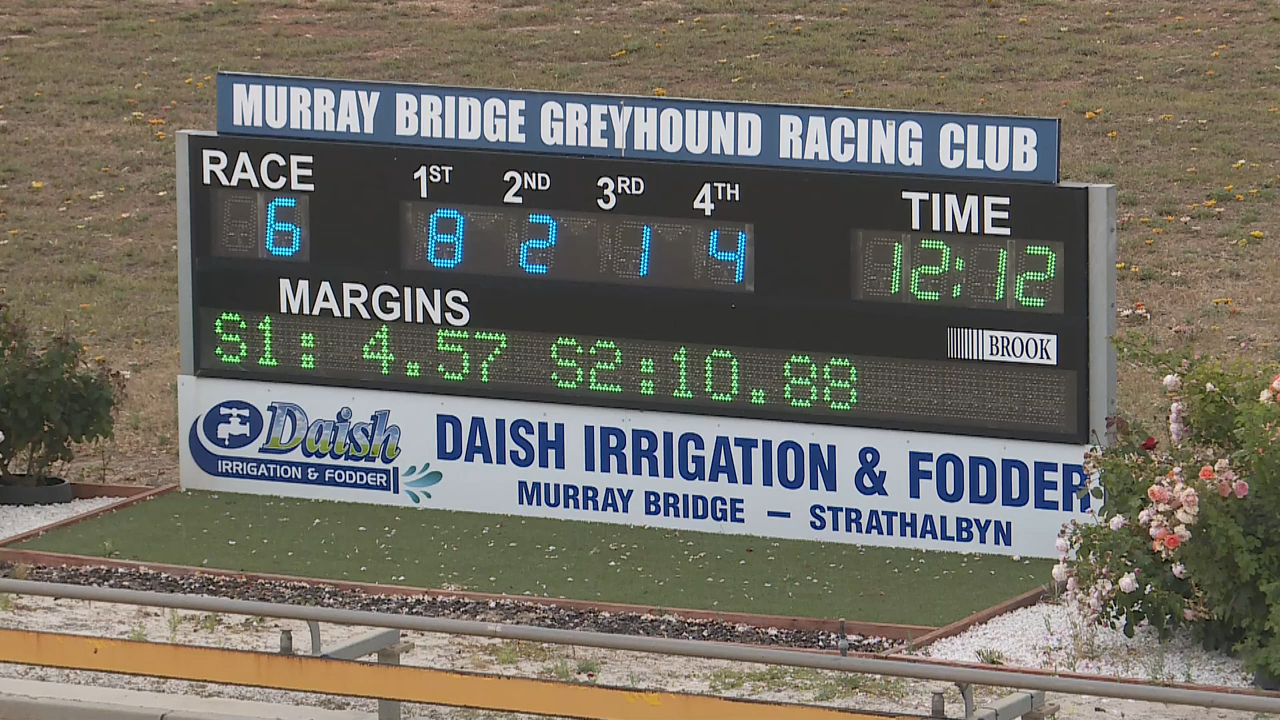 MURRAY BRIDGE GREYHOUND RACING CLUB
RACE 1ST 2ND 3RD 4TH TIME
6 8 2 1 4 12:12
MARGINS
BROOK
S1: 4.57 S2:10.88
Daish
IRRIGATION & FODDER
DAISH IRRIGATION & FODDER
MURRAY BRIDGE – STRATHALBYN